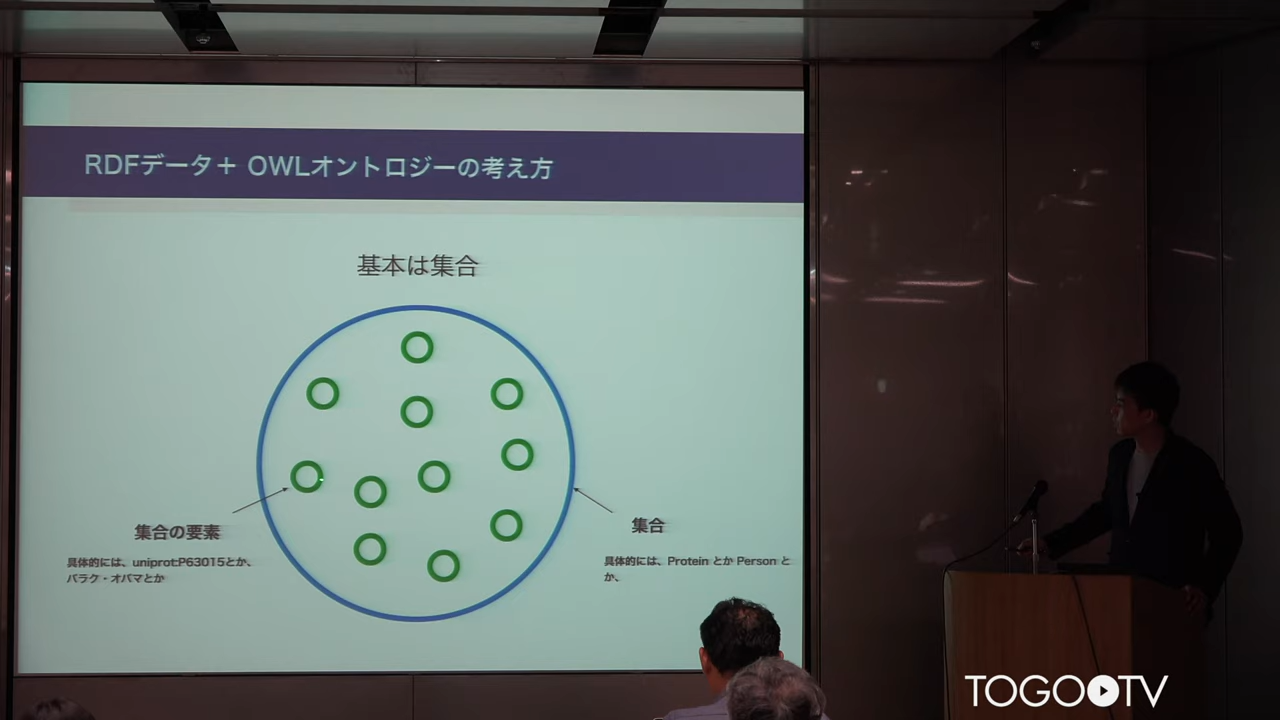 RDFデータ＋ OWLオントロジーの考え方
基本は集合
集合の要素
具体的には、uniprot:P63015とか、
バラク・オバマとか
集合
具体的には、Protein とか Person と
か、
TOGOTV